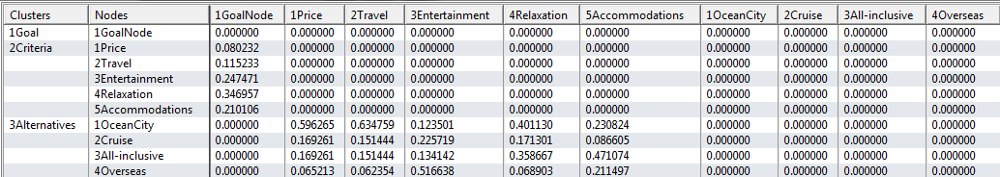 Clusters Nodes 1GoalNode 1Price 2Travel 3Entertainment 4Relaxation 5Accommodations 1OceanCity 2Cruise 3All-inclusive 4Overseas
1Goal 1GoalNode 0.000000 0.000000 0.000000 0.000000 0.000000 0.000000 0.000000 0.000000 0.000000 0.000000
2Criteria 1Price 0.080232 0.000000 0.000000 0.000000 0.000000 0.000000 0.000000 0.000000 0.000000 0.000000
2Travel 0.115233 0.000000 0.000000 0.000000 0.000000 0.000000 0.000000 0.000000 0.000000 0.000000
3Entertainment 0.247471 0.000000 0.000000 0.000000 0.000000 0.000000 0.000000 0.000000 0.000000 0.000000
4Relaxation 0.346957 0.000000 0.000000 0.000000 0.000000 0.000000 0.000000 0.000000 0.000000 0.000000
5Accommodations 0.210106 0.000000 0.000000 0.000000 0.000000 0.000000 0.000000 0.000000 0.000000 0.000000
3Alternatives 1OceanCity 0.000000 0.596265 0.634759 0.123501 0.401130 0.230824 0.000000 0.000000 0.000000 0.000000
2Cruise 0.000000 0.169261 0.151444 0.225719 0.171301 0.086605 0.000000 0.000000 0.000000 0.000000
3All-inclusive 0.000000 0.169261 0.151444 0.134142 0.358667 0.471074 0.000000 0.000000 0.000000 0.000000
4Overseas 0.000000 0.065213 0.062354 0.516638 0.068903 0.211497 0.000000 0.000000 0.000000 0.000000